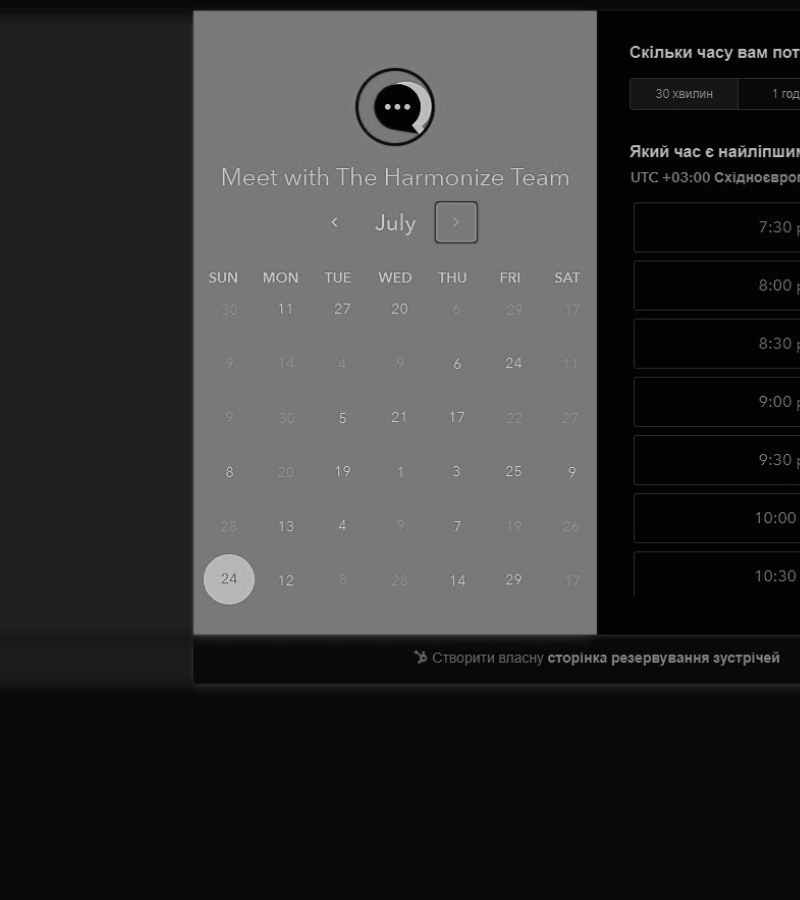 Meet with The Harmonize Team
July
SUN MON TUE WED THU FRI SAT
30 11 27 20 6 29 17
9 14 4 9 6 24 11
9 30 5 21 17 22 27
8 20 19 1 3 25 9
28 13 4 9 7 19 26
24 12 8 28 14 29 17
Скільки часу вам пот
30 хвилин 1 год
Який час є найліпшим
UTC +03:00 Східноєвро
7:30
8:00
8:30
9:00
9:30
10:00
10:30
Створити власну сторінка резервування зустрічей